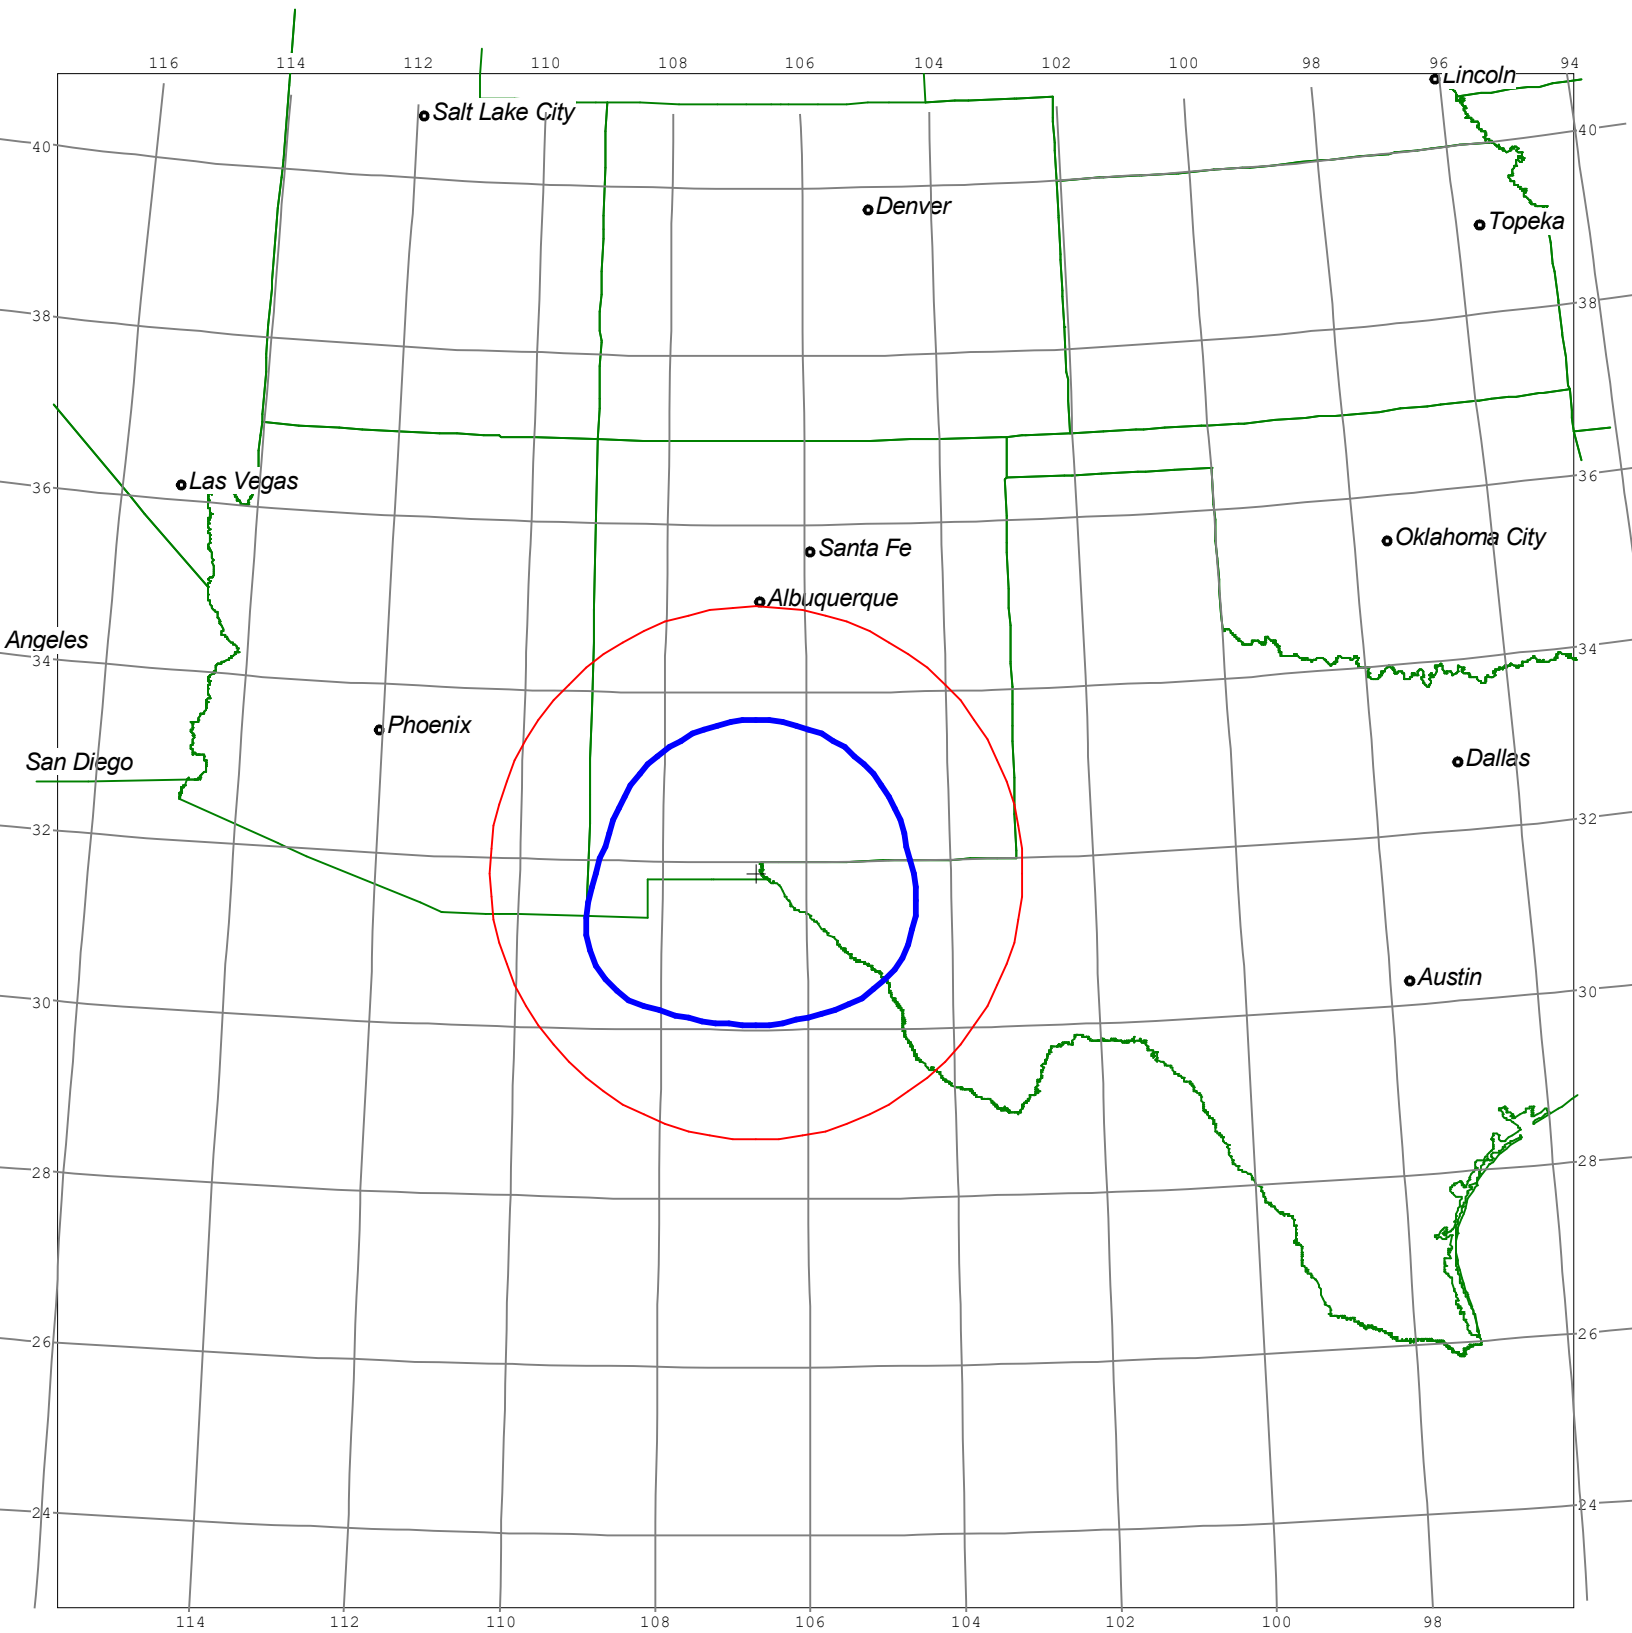 116 114 112 110 108 106 104 102 100 98 96 94
Lincoln
Salt Lake City
40 40
Denver
Topeka
38 38
36 36
Las Vegas
Oklahoma City
Santa Fe
Albuquerque
Angeles
34 34
Phoenix
San Diego
Dallas
32 32
Austin
30 30
28 28
26 26
24 24
114 112 110 108 106 104 102 100 98